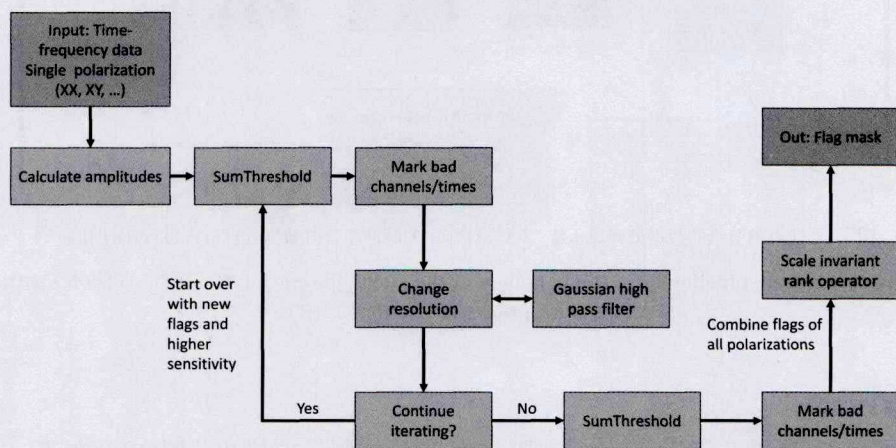 Input: Time-
frequency data
Single polarization
(XX, XY, ...)
Calculate amplitudes
SumThreshold
Mark bad
channels/times
Out: Flag mask
Start over
with new
flags and
higher
sensitivity
Change
resolution
Gaussian high
pass filter
Scale invariant
rank operator
Combine flags of
all polarizations
Yes
Continue
iterating?
No
SumThreshold
Mark bad
channels/times